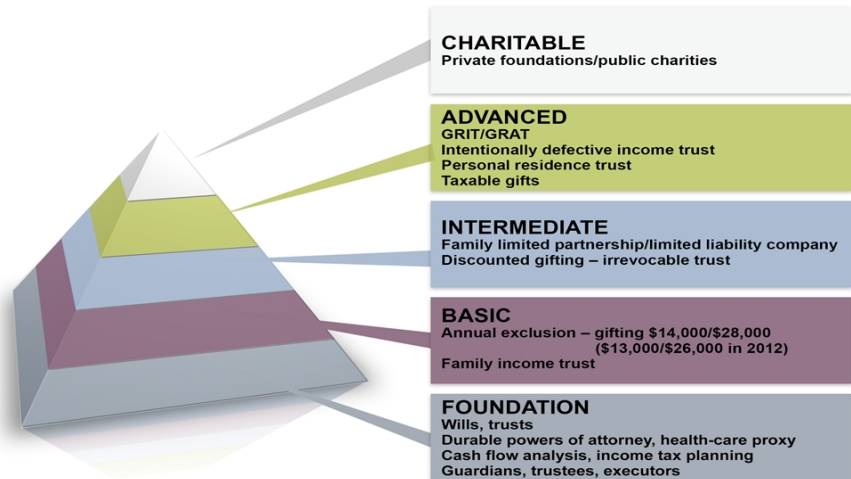 CHARITABLE
Private foundations/public charities
ADVANCED
GRIT/GRAT
Intentionally defective income trust
Personal residence trust
Taxable gifts
INTERMEDIATE
Family limited partnership/limited liability company
Discounted gifting – irrevocable trust
BASIC
Annual exclusion – gifting $14,000/$28,000
($13,000/$26,000 in 2012)
Family income trust
FOUNDATION
Wills, trusts
Durable powers of attorney, health-care proxy
Cash flow analysis, income tax planning
Guardians, trustees, executors